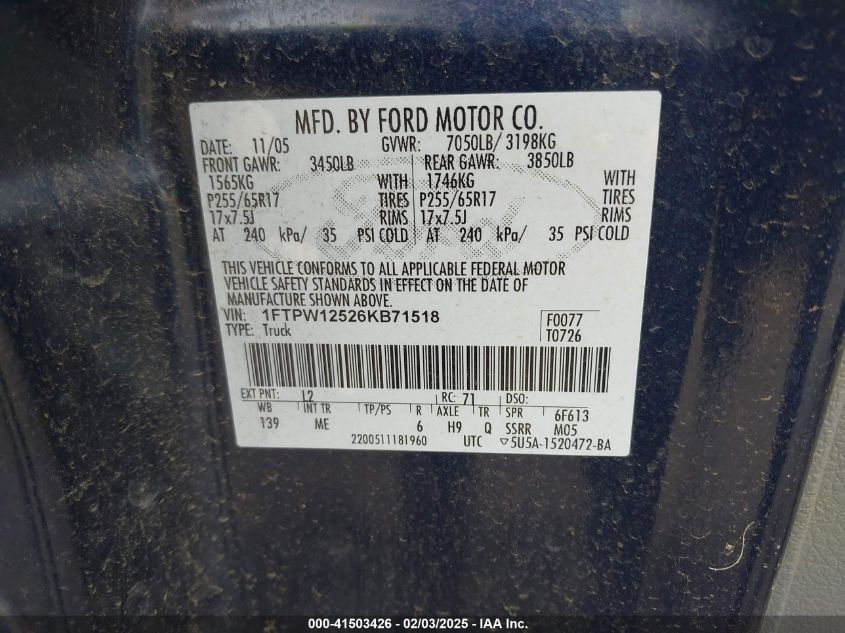 MFD. BY FORD MOTOR CO.
DATE: 11/05 GVWR: 7050LB/ 3198KG
FRONT GAWR: 3450LB REAR GAWR: 3850LB
1565KG WITH 1746KG WITH
P255/65R17 TIRES P255/65R17 TIRES
17x7.5J RIMS 17x7.5J RIMS
AT 240 kPa/ 35 PSI COLD AT 240 kPa/ 35 PSI COLD
THIS VEHICLE CONFORMS TO ALL APPLICABLE FEDERAL MOTOR
VEHICLE SAFETY STANDARDS IN EFFECT ON THE DATE OF
MANUFACTURE SHOWN ABOVE.
VIN: 1FTPW12526KB71518 F0077
TYPE: Truck T0726
EXT PNT: L2 RC: 71 DSO:
WB INT TR TP/PS R AXLE TR SPR 6F613
139 ME 6 H9 Q SSRR M05
2200511181960 UTC ▽5U5A-1520472-BA
000-41503426 - 02/03/2025 - IAA Inc.